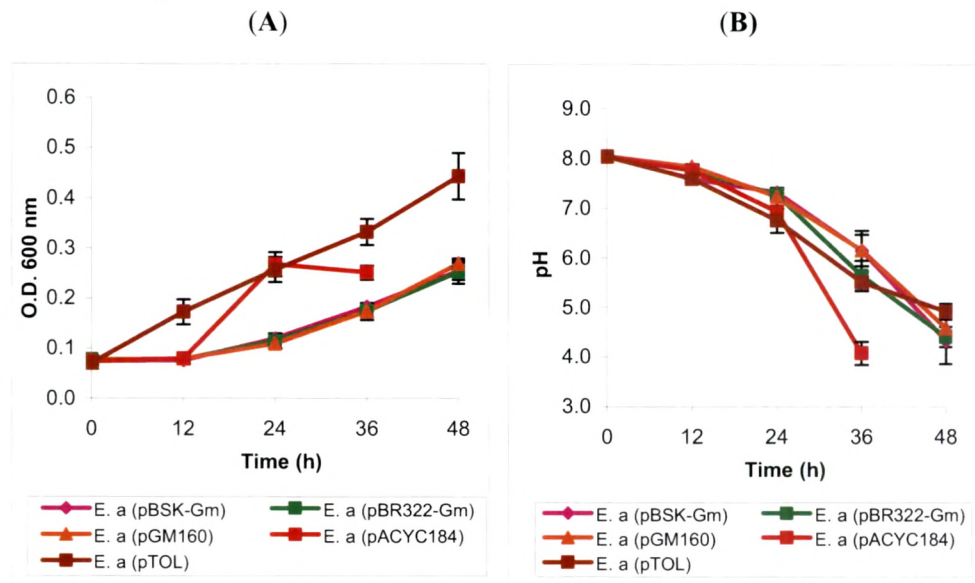 (A)
(B)
0.6
0.5
0.4
0.3
0.2
0.1
0.0
O.D. 600 nm
0 12 24 36 48
Time (h)
E. a (pBSK-Gm) E. a (pBR322-Gm)
E. a (pGM160) E. a (pACYC184)
E. a (pTOL)
9.0
8.0
7.0
6.0
5.0
4.0
3.0
pH
0 12 24 36 48
Time (h)
E. a (pBSK-Gm) E. a (pBR322-Gm)
E. a (pGM160) E. a (pACYC184)
E. a (pTOL)